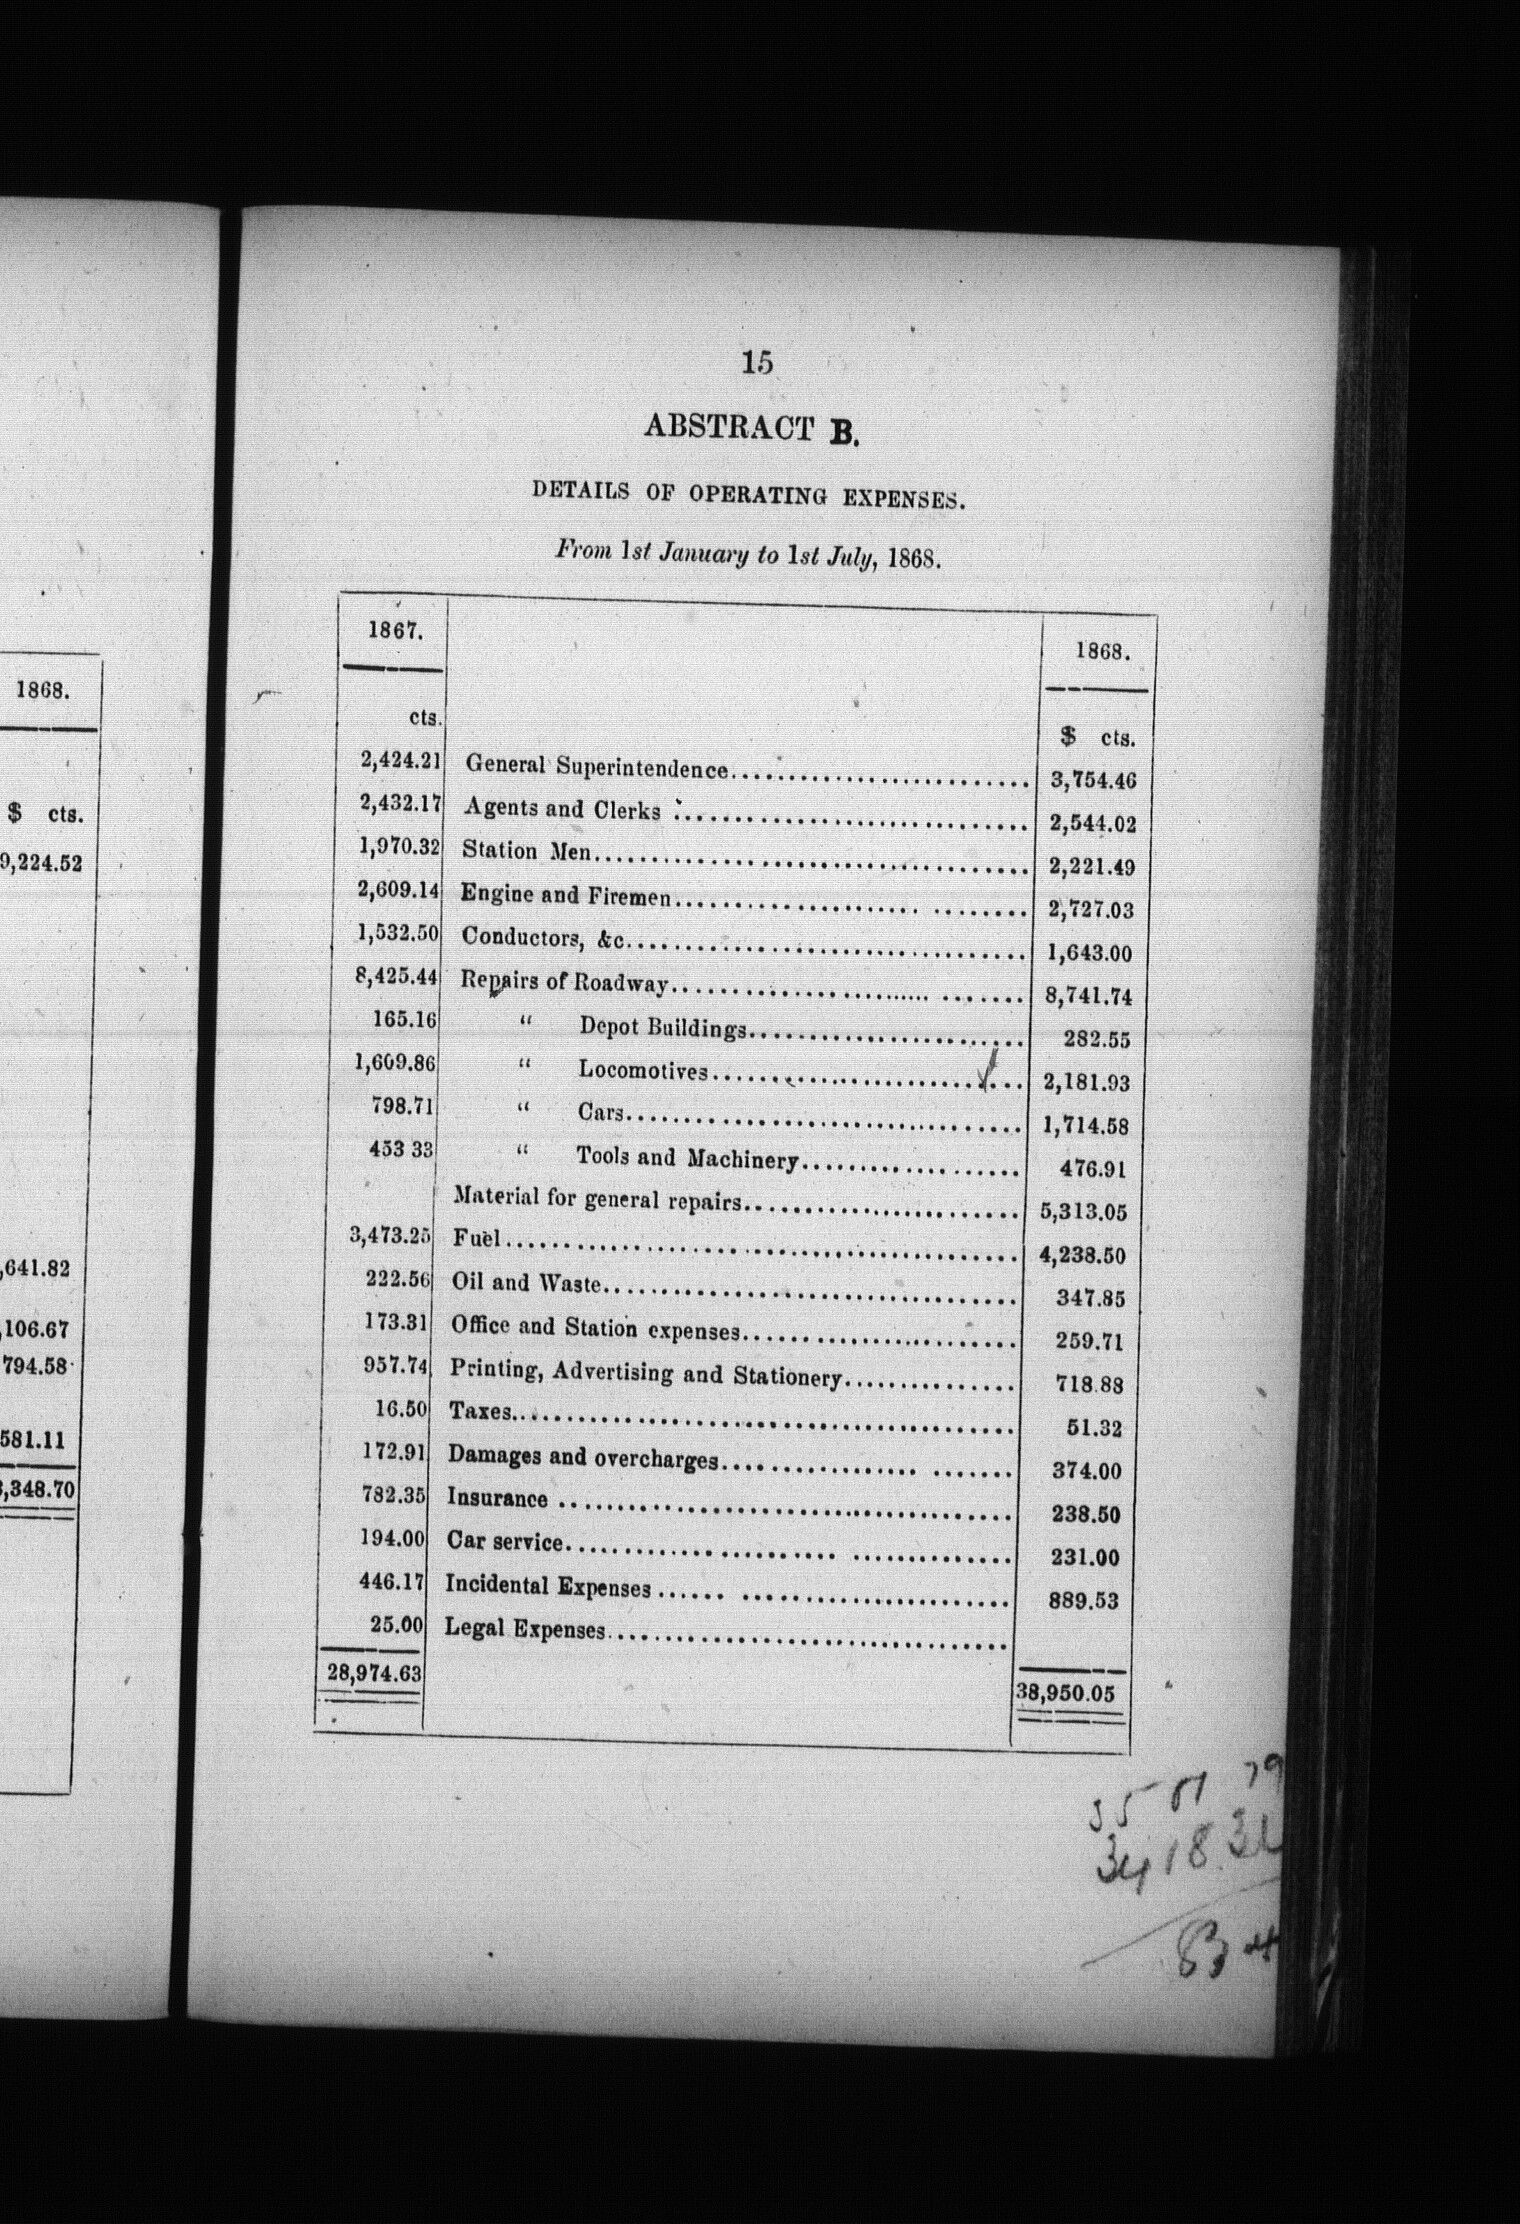 1868.
$ cts.
9,224.52
,641.82
,106.67
794.58
581.11
,348.70
15
ABSTRACT B.
DETAILS OF OPERATING EXPENSES.
From 1st January to 1st July, 1868.
1867. 1868.
cts. $ cts.
2,424.21 General Superintendence 3,754.46
2,432.17 Agents and Clerks 2,544.02
1,970.32 Station Men 2,221.49
2,609.14 Engine and Firemen 2,727.03
1,532.50 Conductors, &c 1,643.00
8,425.44 Repairs of Roadway 8,741.74
165.16 “ Depot Buildings 282.55
1,609.86 “ Locomotives 2,181.93
798.71 “ Cars 1,714.58
453 33 “ Tools and Machinery 476.91
Material for general repairs 5,313.05
3,473.25 Fuel 4,238.50
222.56 Oil and Waste 347.85
173.31 Office and Station expenses 259.71
957.74 Printing, Advertising and Stationery 718.88
16.50 Taxes 51.32
172.91 Damages and overcharges 374.00
782.35 Insurance 238.50
194.00 Car service 231.00
446.17 Incidental Expenses 889.53
25.00 Legal Expenses
28,974.63 38,950.05